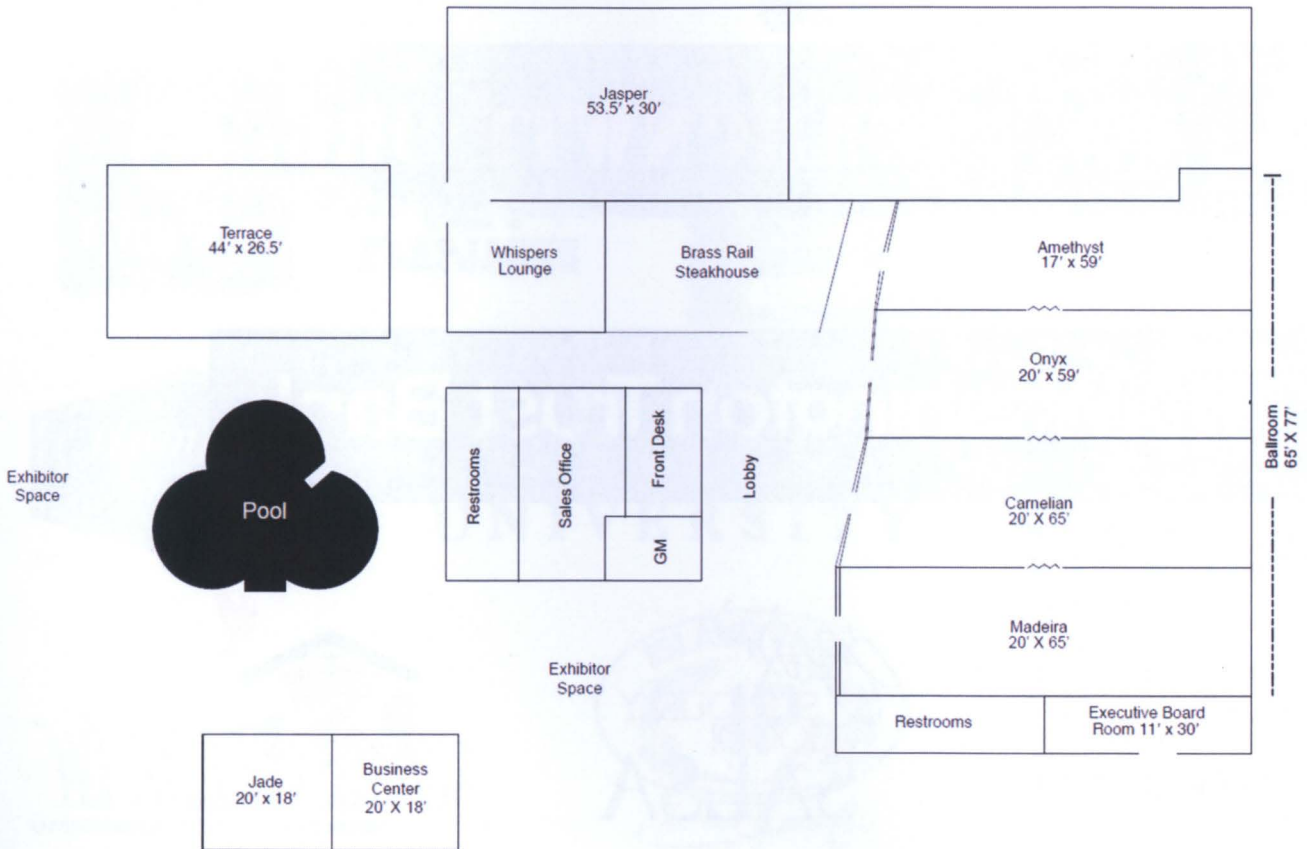 Jasper
53.5' x 30'
Terrace
44' x 26.5'
Whispers
Lounge
Brass Rail
Steakhouse
Amethyst
17' x 59'
Onyx
20' x 59'
Ballroom
65' X 77'
Exhibitor
Space
Pool
Restrooms
Sales Office
Front Desk
GM
Lobby
Carnelian
20' X 65'
Madeira
20' X 65'
Exhibitor
Space
Restrooms
Executive Board
Room 11' x 30'
Jade
20' x 18'
Business
Center
20' X 18'